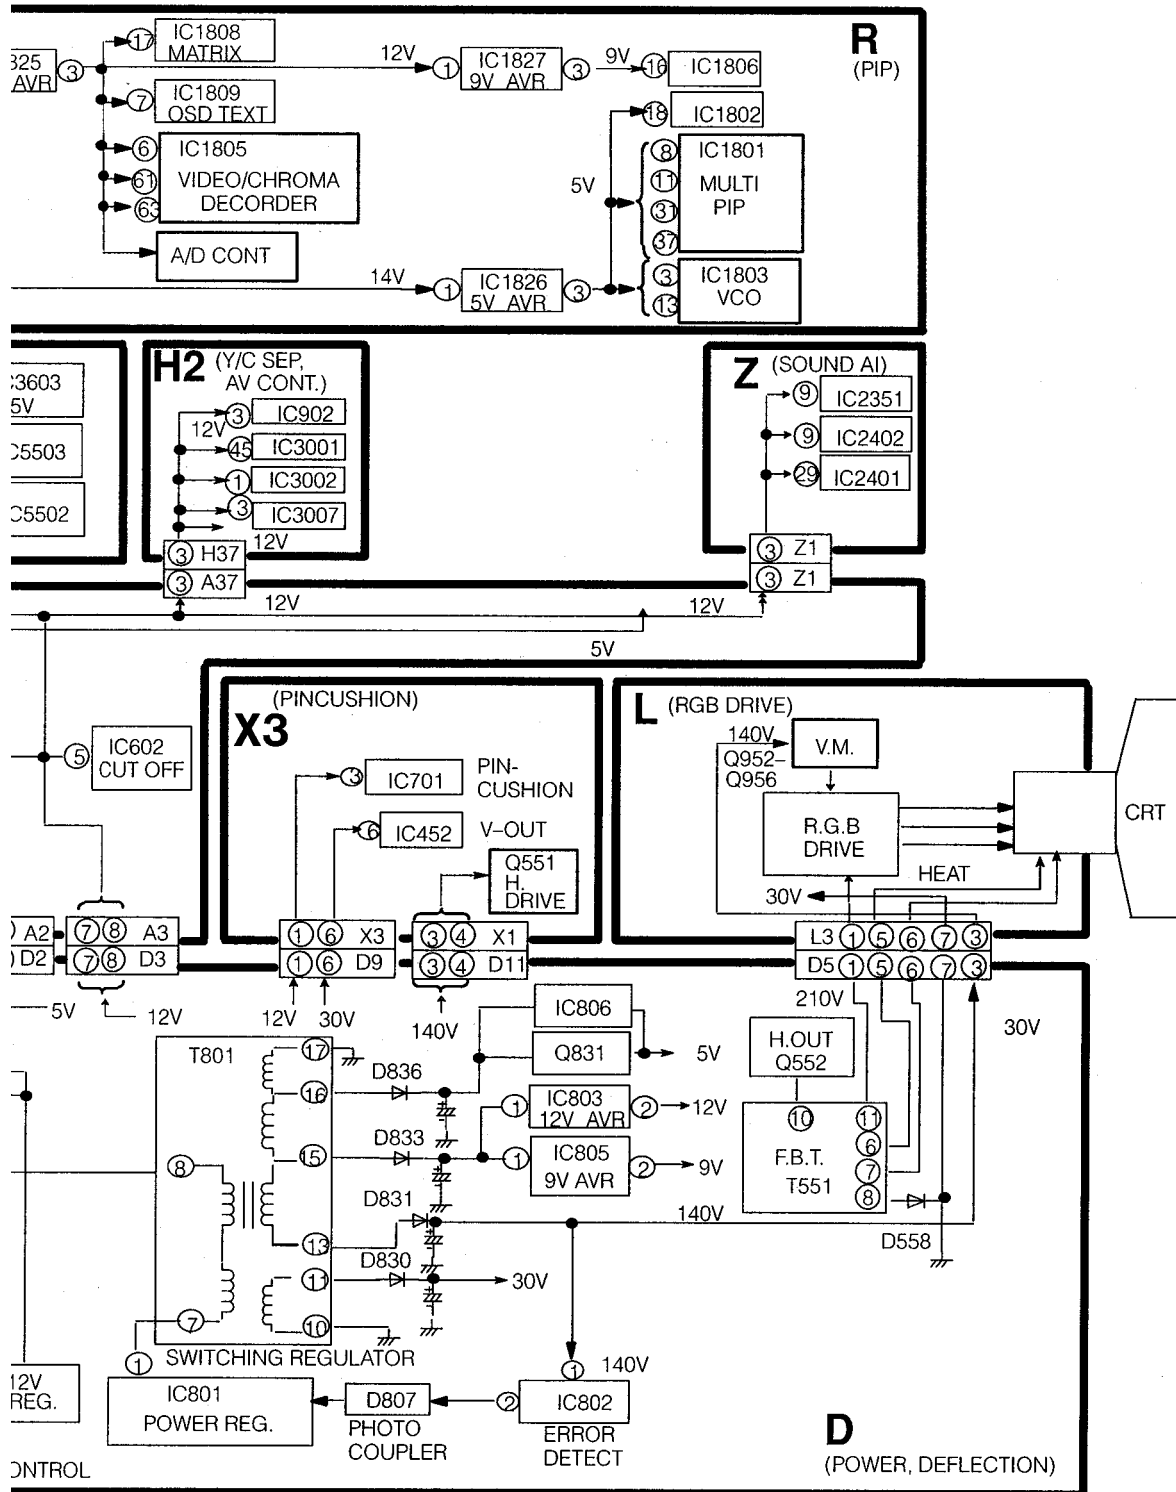 R
(PIP)
825
AVR
3
17
IC1808
MATRIX
12V
1
IC1827
9V AVR
3
9V
16
IC1806
7
IC1809
OSD TEXT
18
IC1802
6
61
63
IC1805
VIDEO/CHROMA
DECORDER
5V
8
11
31
37
IC1801
MULTI
PIP
A/D CONT
14V
1
IC1826
5V AVR
3
3
13
IC1803
VCO
C3603
5V
C5503
C5502
H2
(Y/C SEP,
AV CONT.)
12V
3
IC902
45
IC3001
1
IC3002
3
IC3007
12V
3 H37
3 A37
12V
Z
(SOUND AI)
9
IC2351
9
IC2402
29
IC2401
3 Z1
3 Z1
12V
5V
5
IC602
CUT OFF
A2
D2
7 8 A3
7 8 D3
5V
12V
(PINCUSHION)
X3
3
IC701
PIN-
CUSHION
6
IC452
V-OUT
Q551
H.
DRIVE
1 6 X3
1 6 D9
3 4 X1
3 4 D11
12V
30V
140V
L
(RGB DRIVE)
140V
Q952-
Q956
V.M.
R.G.B
DRIVE
HEAT
30V
CRT
L3 1 5 6 7 3
D5 1 5 6 7 3
210V
30V
T801
17
16
15
13
11
10
8
7
D836
D833
D831
D830
IC806
Q831
5V
1
IC803
12V AVR
2
12V
1
IC805
9V AVR
2
9V
140V
30V
H.OUT
Q552
10
11
6
7
8
F.B.T.
T551
D558
SWITCHING REGULATOR
1
IC801
POWER REG.
D807
PHOTO
COUPLER
2
1
140V
IC802
ERROR
DETECT
12V
REG.
ONTROL
D
(POWER, DEFLECTION)